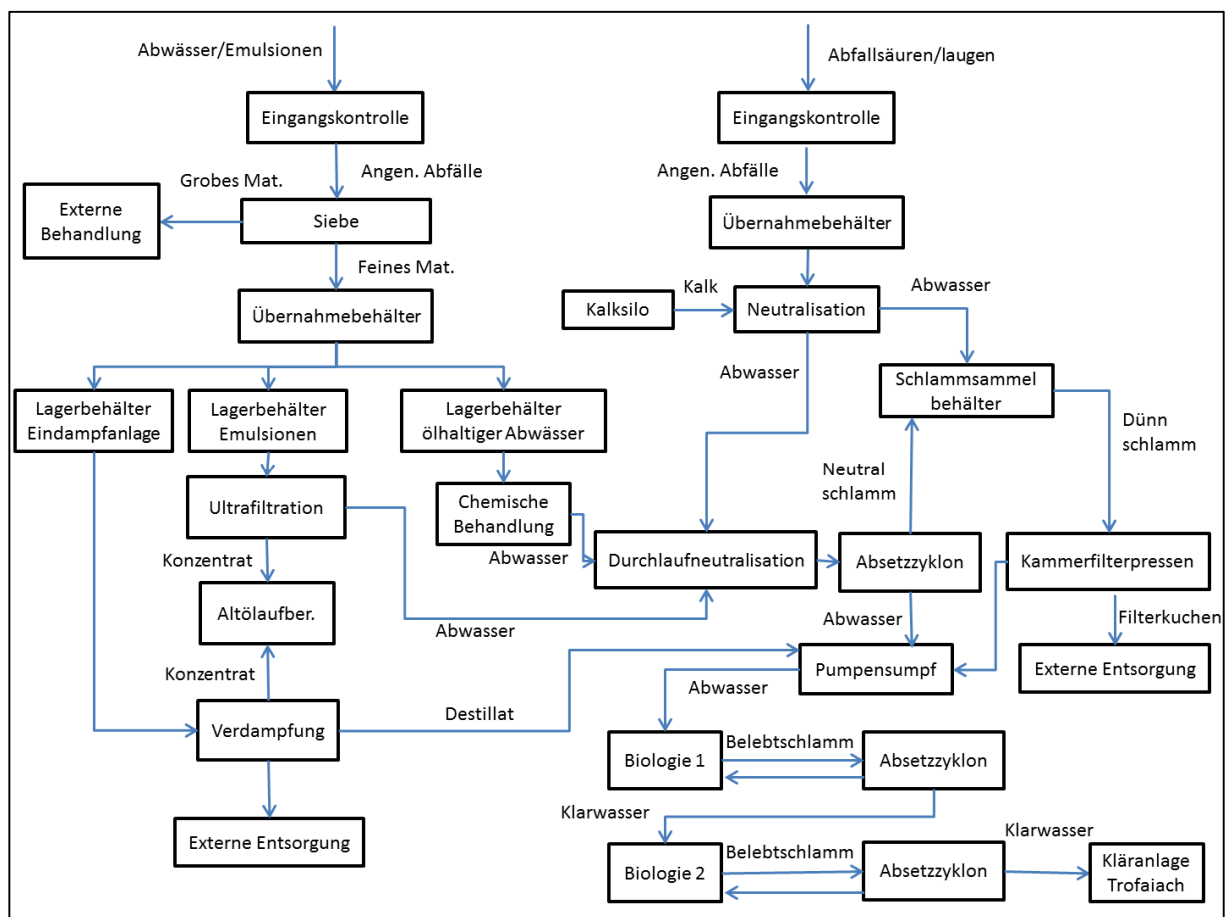 Abwässer/Emulsionen
Abfallsäuren/laugen
Eingangskontrolle
Eingangskontrolle
Angen. Abfälle
Angen. Abfälle
Grobes Mat.
Externe
Behandlung
Siebe
Übernahmebehälter
Feines Mat.
Kalk
Abwasser
Übernahmebehälter
Kalksilo
Neutralisation
Abwasser
Lagerbehälter
Eindampfanlage
Lagerbehälter
Emulsionen
Lagerbehälter
ölhaltiger Abwässer
Schlammsammel
behälter
Dünn
schlamm
Neutral
schlamm
Ultrafiltration
Chemische
Behandlung
Abwasser
Konzentrat
Durchlaufneutralisation
Absetzzyklon
Kammerfilterpressen
Altölaufber.
Abwasser
Abwasser
Filterkuchen
Konzentrat
Pumpensumpf
Externe Entsorgung
Abwasser
Verdampfung
Destillat
Biologie 1
Belebtschlamm
Absetzzyklon
Klarwasser
Externe Entsorgung
Biologie 2
Belebtschlamm
Absetzzyklon
Klarwasser
Kläranlage
Trofaiach